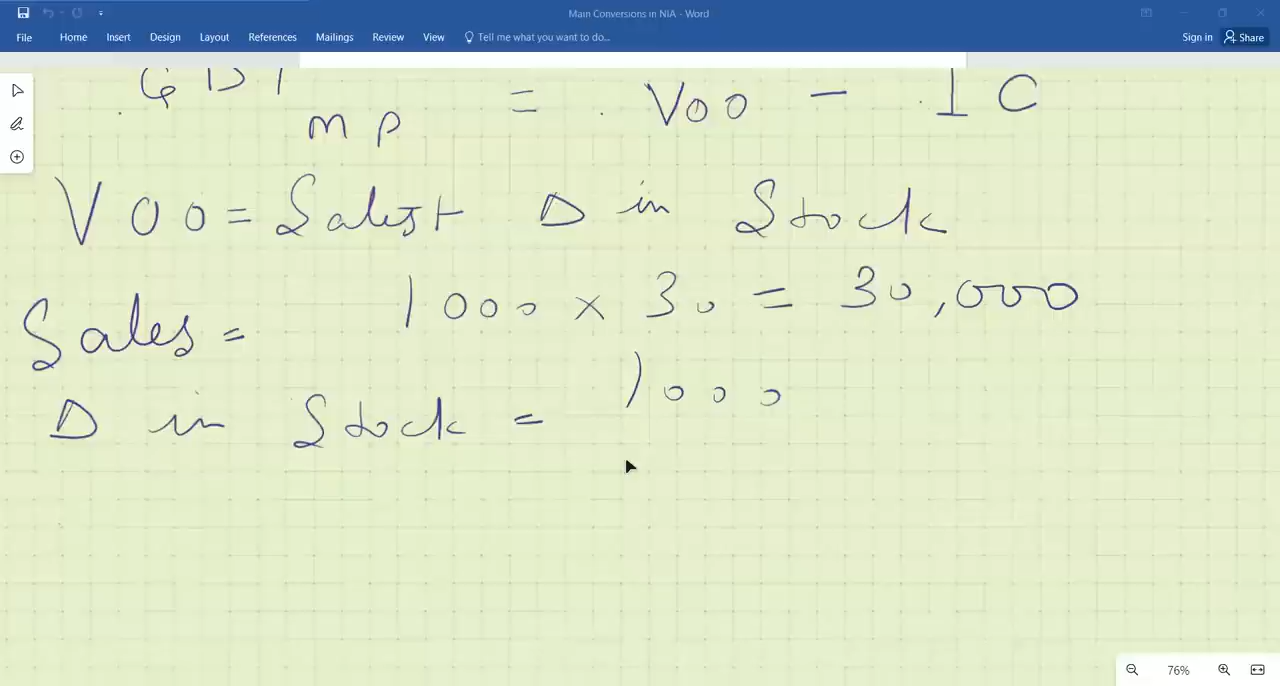 Main Conversions in NIA - Word
File Home Insert Design Layout References Mailings Review View Tell me what you want to do... Sign in Share
GDP
MP = VOO - IC
VOO = Sales + D in Stock
Sales = 1000 x 30 = 30,000
D in Stock = 1000
76%